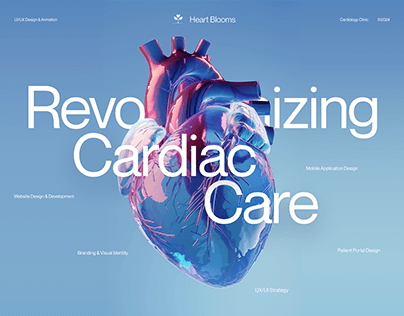 UI/UX Design & Animation
Heart Blooms
Cardiology Clinic
©2024
Revo izing
Cardiac
Care
Mobile Application Design
Website Design & Development
Branding & Visual Identity
Patient Portal Design
UX/UI Strategy